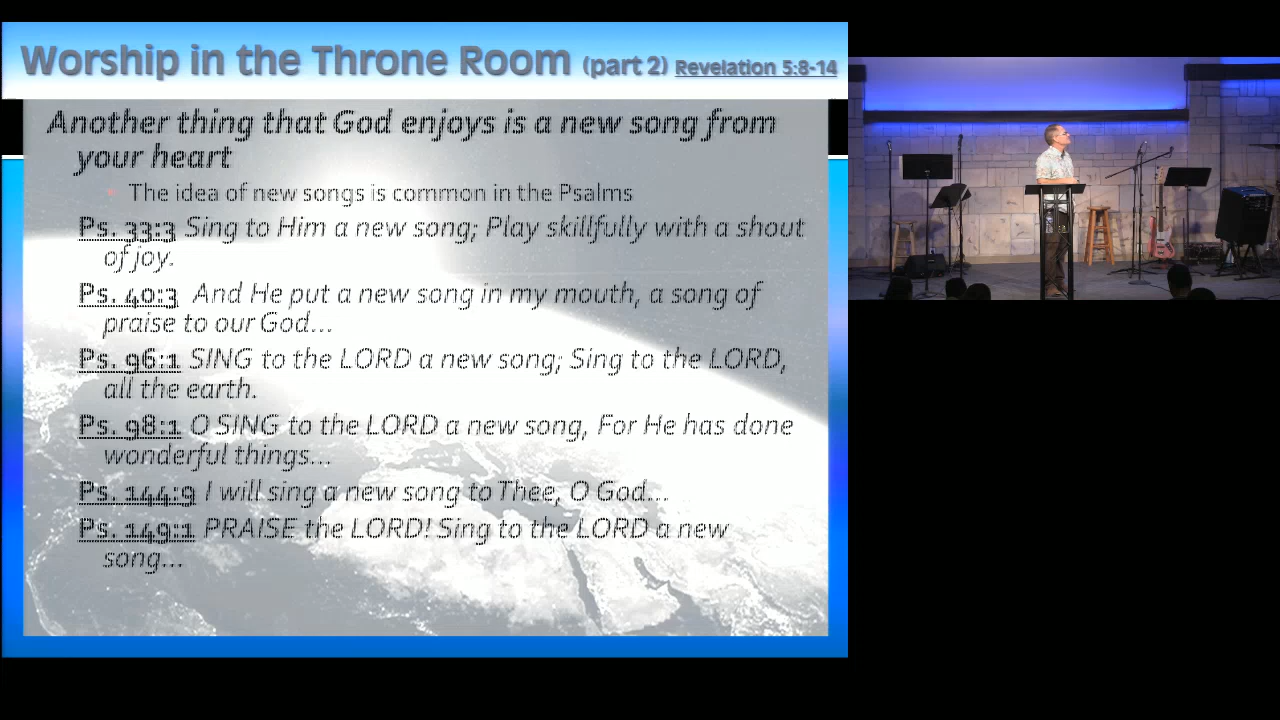 Worship in the Throne Room (part 2) Revelation 5:8-14
Another thing that God enjoys is a new song from
your heart
The idea of new songs is common in the Psalms
Ps. 33:3 Sing to Him a new song; Play skillfully with a shout
of joy.
Ps. 40:3 And He put a new song in my mouth, a song of
praise to our God...
Ps. 96:1 SING to the LORD a new song; Sing to the LORD,
all the earth.
Ps. 98:1 O SING to the LORD a new song, For He has done
wonderful things...
Ps. 144:9 I will sing a new song to Thee, O God...
Ps. 149:1 PRAISE the LORD! Sing to the LORD a new
song...